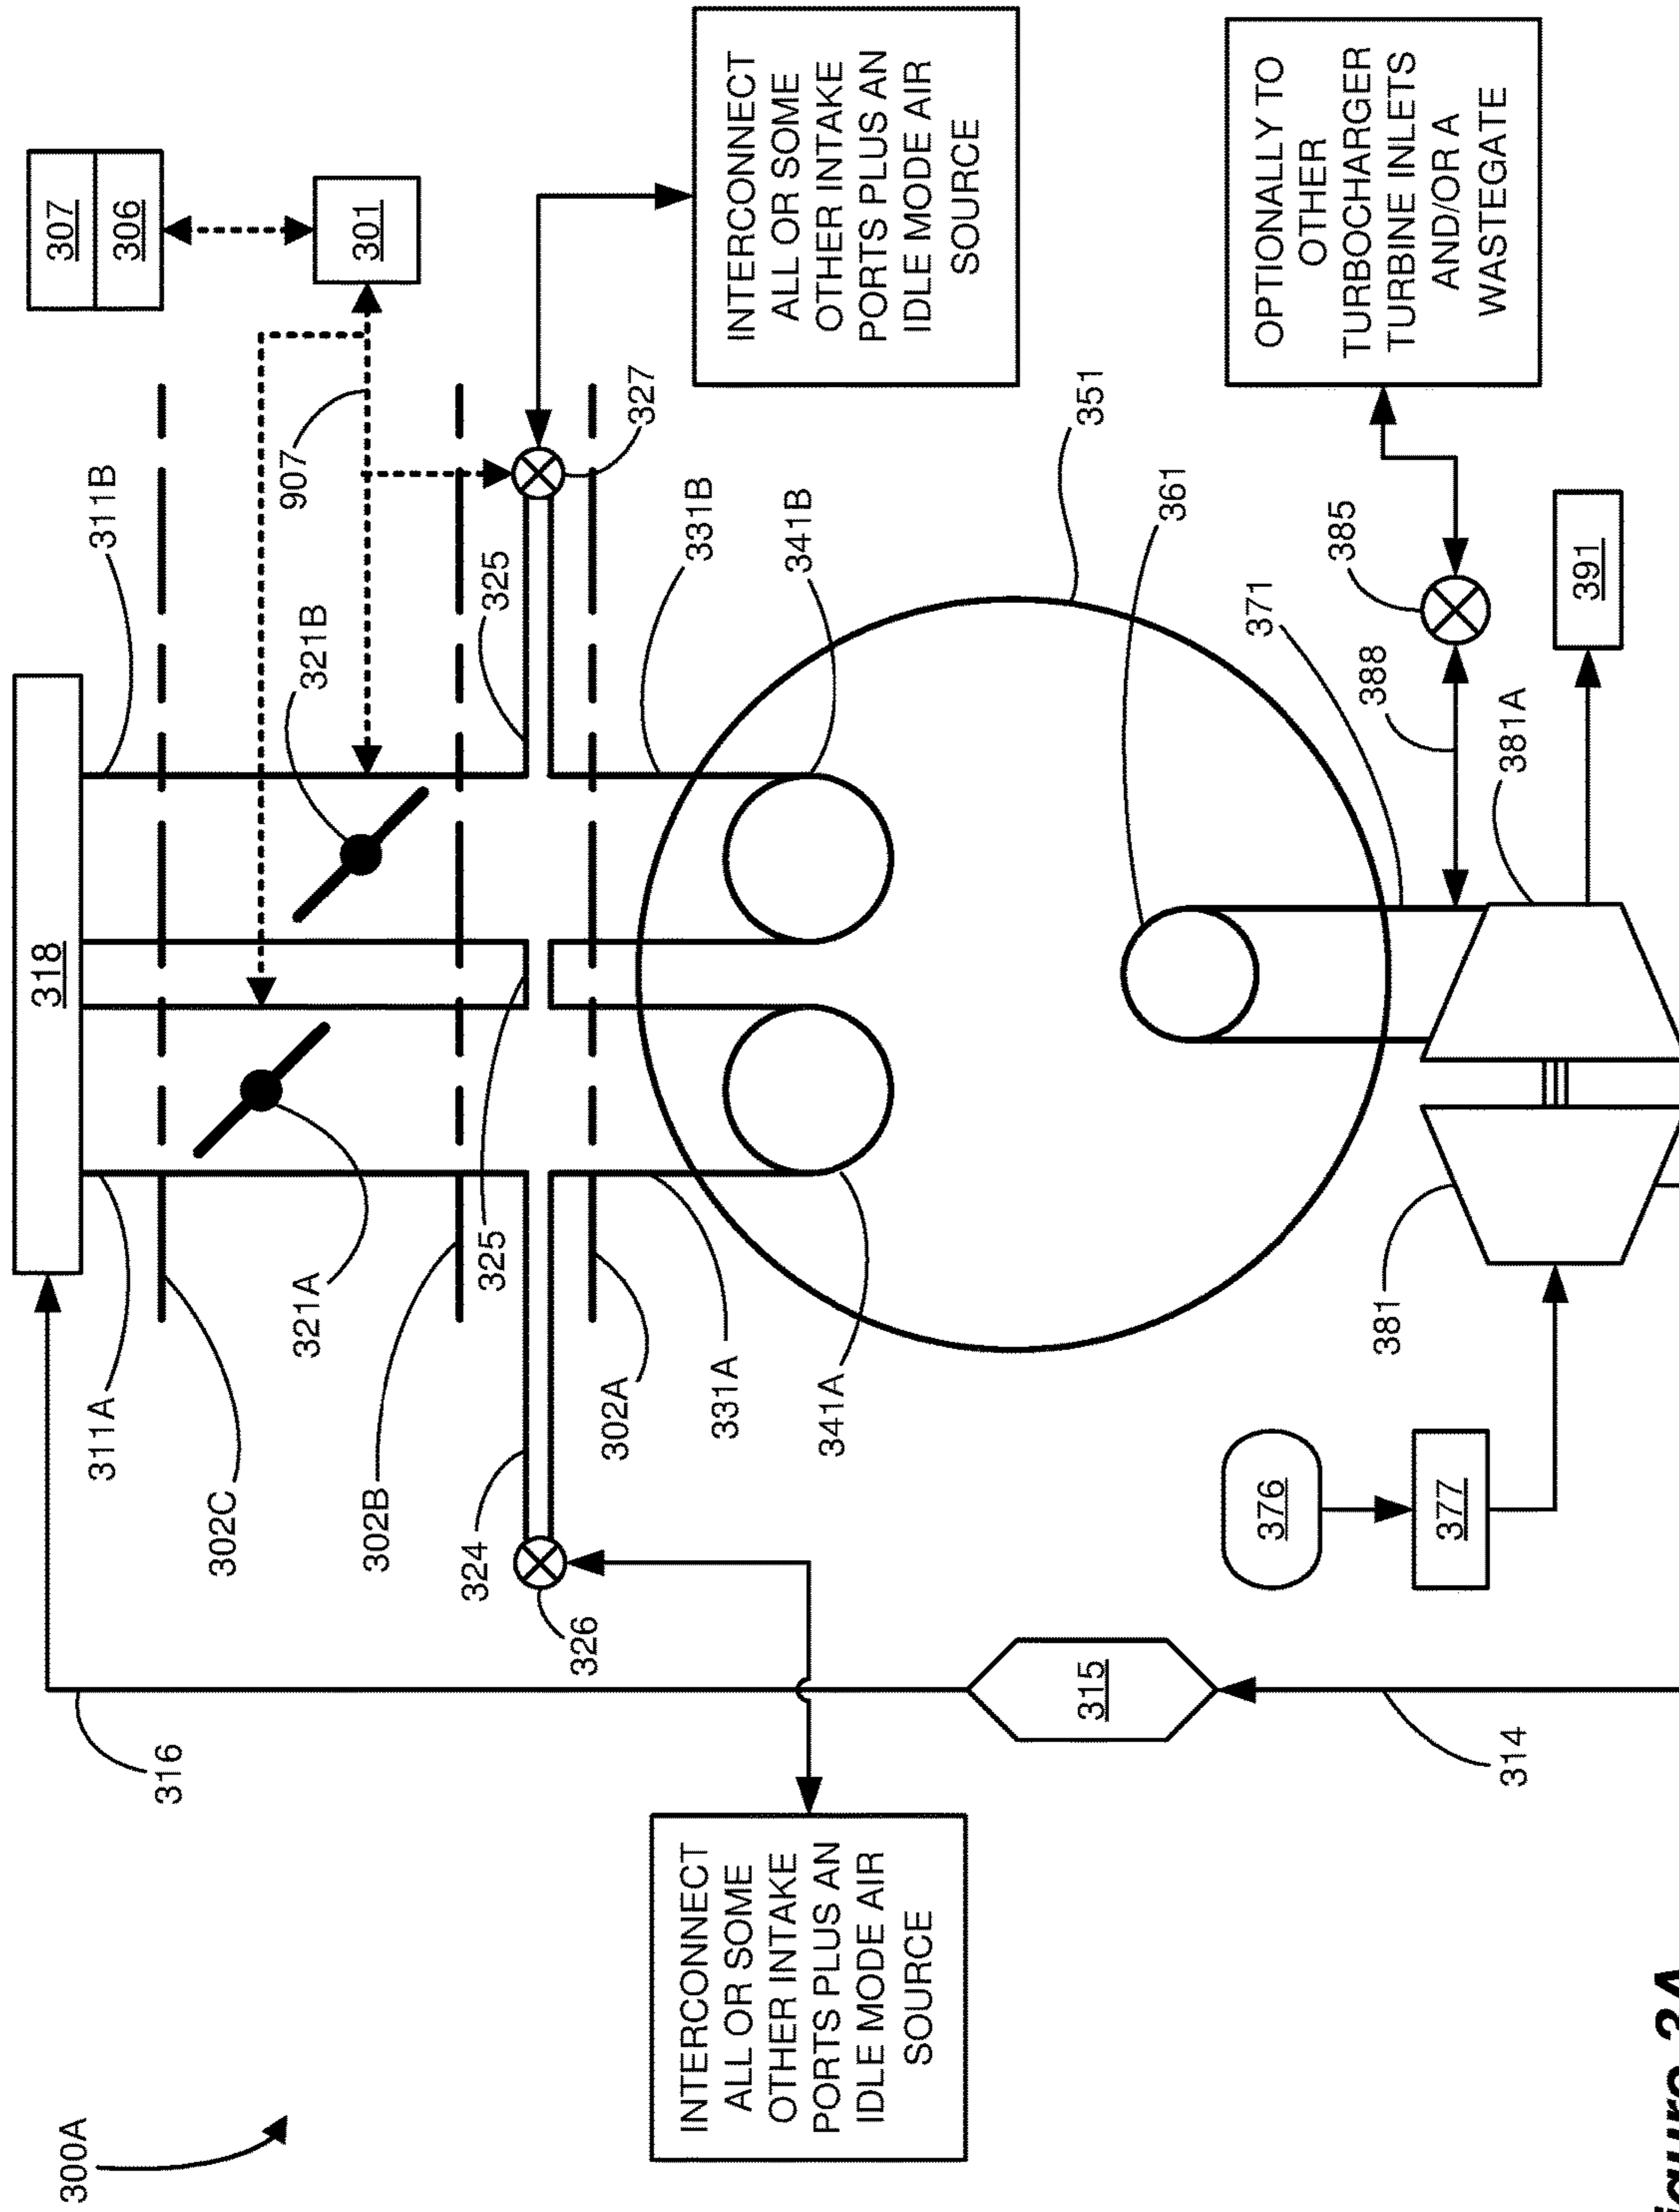 300A
316
311A
318
311B
307
306
302C
321A
907
301
321B
302B
324
325
325
326
302A
327
331A
331B
INTERCONNECT
ALL OR SOME
OTHER INTAKE
PORTS PLUS AN
IDLE MODE AIR
SOURCE
INTERCONNECT
ALL OR SOME
OTHER INTAKE
PORTS PLUS AN
IDLE MODE AIR
SOURCE
341A
341B
351
315
361
376
371
385
OPTIONALLY TO
OTHER
TURBOCHARGER
TURBINE INLETS
AND/OR A
WASTEGATE
388
381
377
314
381A
391
igure 3A